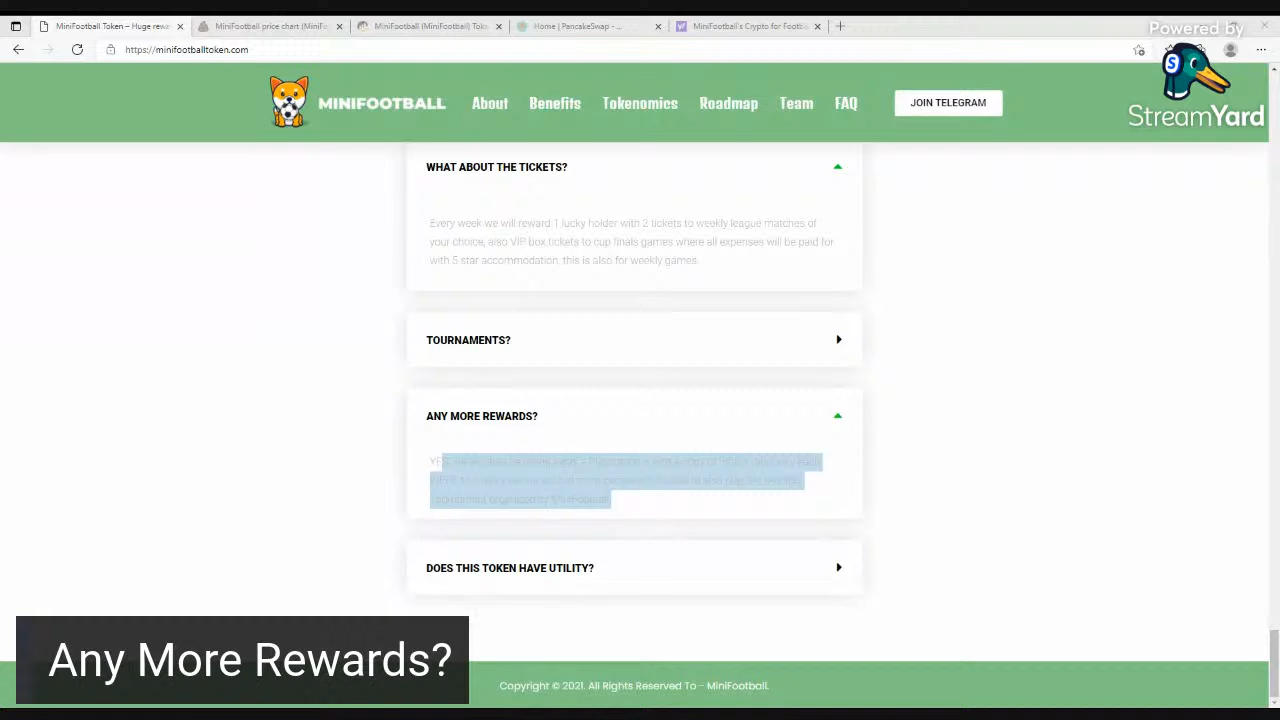 MiniFootball Token – Huge rewa
MiniFootball price chart (MiniFo
MiniFootball (MiniFootball) Tok
Home | PancakeSwap - ...
MiniFootball's Crypto for Footb
https://minifootballtoken.com
Powered by
StreamYard
MINIFOOTBALL
About
Benefits
Tokenomics
Roadmap
Team
FAQ
JOIN TELEGRAM
WHAT ABOUT THE TICKETS?
Every week we will reward 1 lucky holder with 2 tickets to weekly league matches of
your choice, also VIP box tickets to cup finals games where all expenses will be paid for
with 5 star accommodation, this is also for weekly games.
TOURNAMENTS?
ANY MORE REWARDS?
DOES THIS TOKEN HAVE UTILITY?
Any More Rewards?
Copyright © 2021. All Rights Reserved To – MiniFootball.